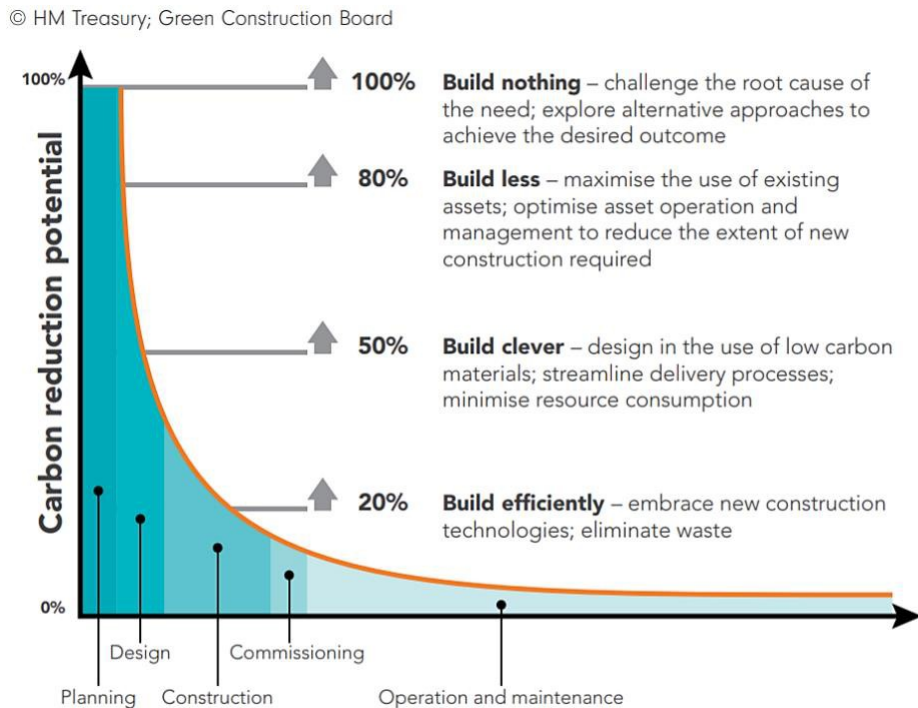 © HM Treasury; Green Construction Board
100%
Carbon reduction potential
100%
Build nothing – challenge the root cause of
the need; explore alternative approaches to
achieve the desired outcome
80%
Build less – maximise the use of existing
assets; optimise asset operation and
management to reduce the extent of new
construction required
50%
Build clever – design in the use of low carbon
materials; streamline delivery processes;
minimise resource consumption
20%
Build efficiently – embrace new construction
technologies; eliminate waste
0%
Design
Commissioning
Planning
Construction
Operation and maintenance